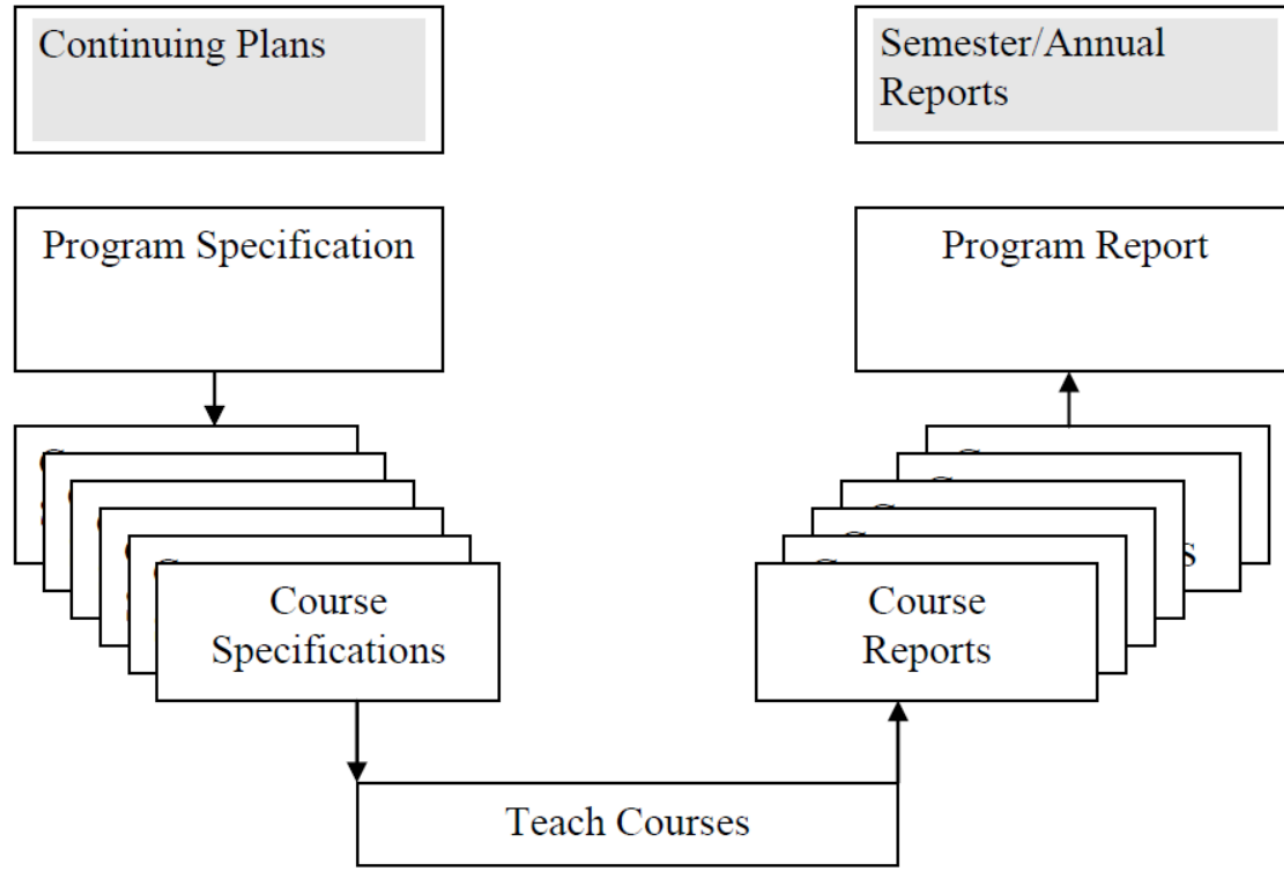 Continuing Plans
Semester/Annual
Reports
Program Specification
Program Report
Course
Specifications
Course
Reports
Teach Courses